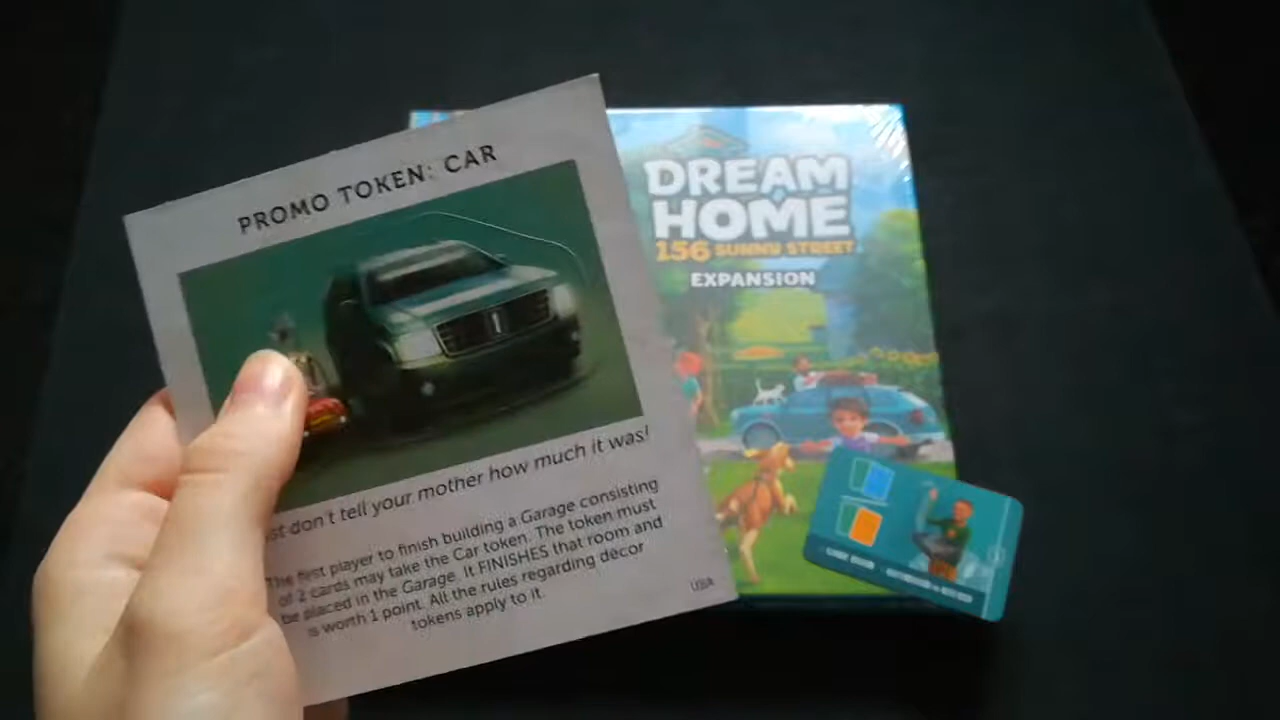 PROMO TOKEN: CAR
st don't tell your mother how much it was!
The first player to finish building a Garage consisting
of 2 cards may take the Car token. The token must
be placed in the Garage. It FINISHES that room and
is worth 1 point. All the rules regarding décor
tokens apply to it.
USA
DREAM
HOME
156 SUNNY STREET
EXPANSION